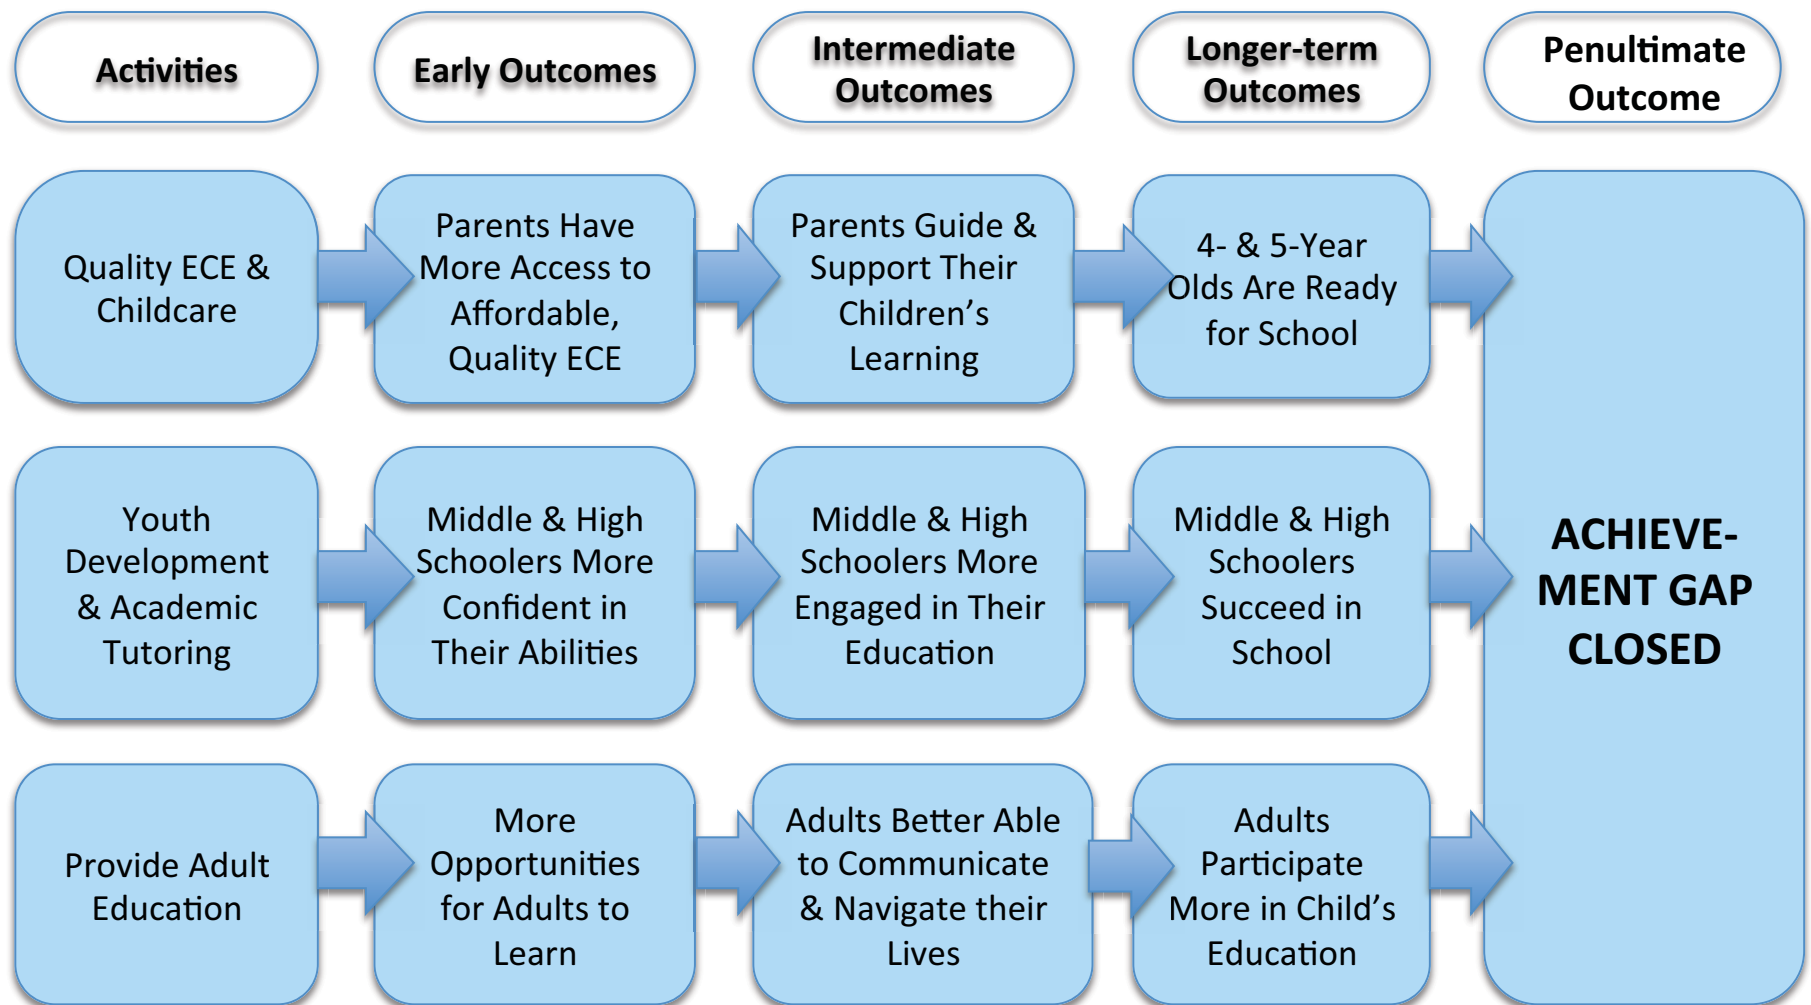 Activities
Early Outcomes
Intermediate
Outcomes
Longer-term
Outcomes
Penultimate
Outcome
Quality ECE &
Childcare
Parents Have
More Access to
Affordable,
Quality ECE
Parents Guide &
Support Their
Children’s
Learning
4- & 5-Year
Olds Are Ready
for School
Youth
Development
& Academic
Tutoring
Middle & High
Schoolers More
Confident in
Their Abilities
Middle & High
Schoolers More
Engaged in Their
Education
Middle & High
Schoolers
Succeed in
School
ACHIEVE-
MENT GAP
CLOSED
Provide Adult
Education
More
Opportunities
for Adults to
Learn
Adults Better Able
to Communicate
& Navigate their
Lives
Adults
Participate
More in Child’s
Education